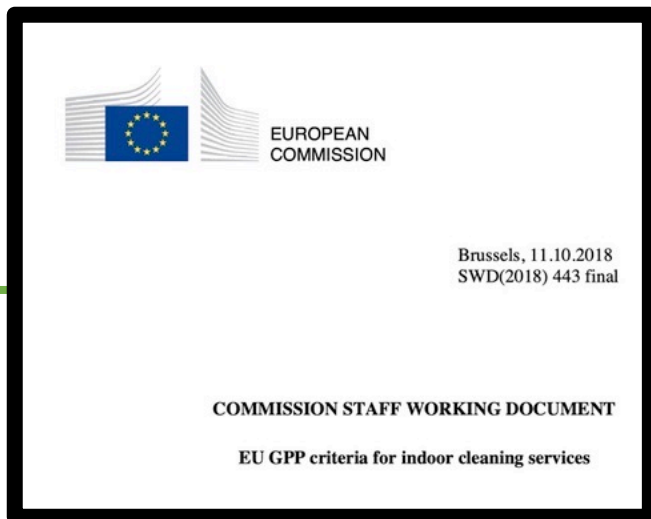 EUROPEAN
COMMISSION
Brussels, 11.10.2018
SWD(2018) 443 final
COMMISSION STAFF WORKING DOCUMENT
EU GPP criteria for indoor cleaning services